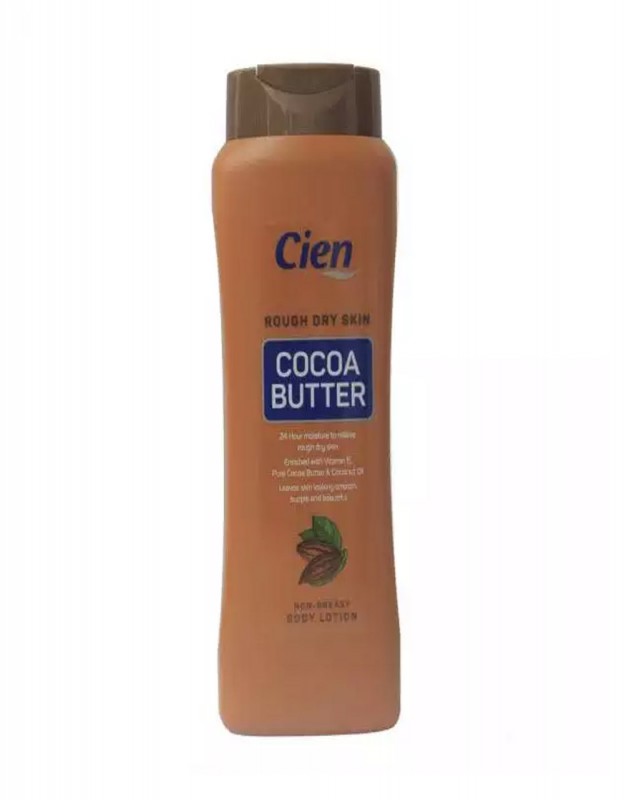 Cien
ROUGH DRY SKIN
COCOA
BUTTER
24 Hour moisture to relieve
rough dry skin
Enriched with Vitamin E,
Pure Cocoa Butter & Coconut Oil
Leaves skin looking smooth,
supple and beautiful
NON-GREASY
BODY LOTION